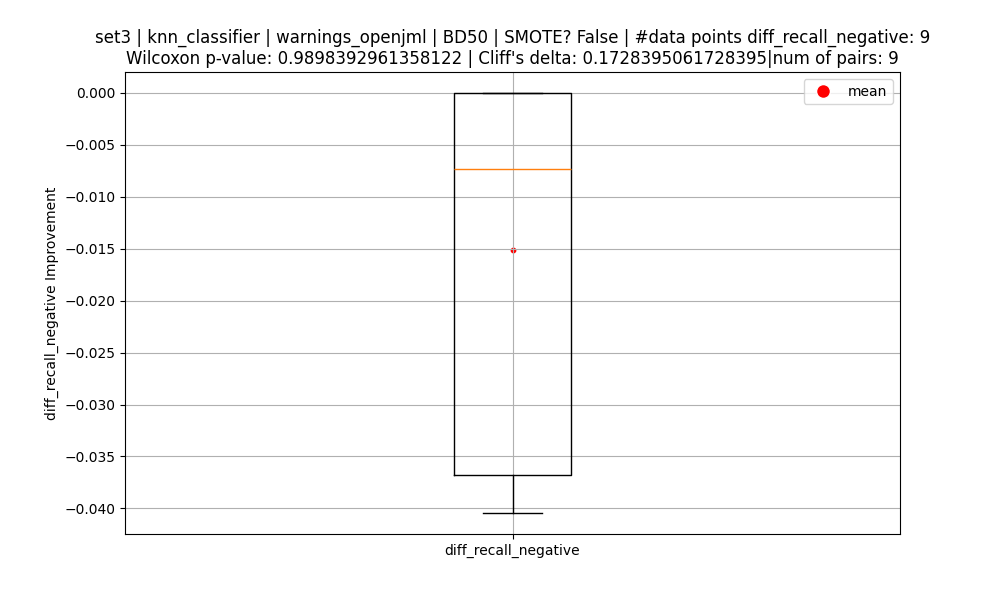 set3 | knn_classifier | warnings_openjml | BD50 | SMOTE? False | #data points diff_recall_negative: 9
Wilcoxon p-value: 0.9898392961358122 | Cliff's delta: 0.1728395061728395|num of pairs: 9
mean
0.000
−0.005
−0.010
−0.015
−0.020
−0.025
−0.030
−0.035
−0.040
diff_recall_negative Improvement
diff_recall_negative